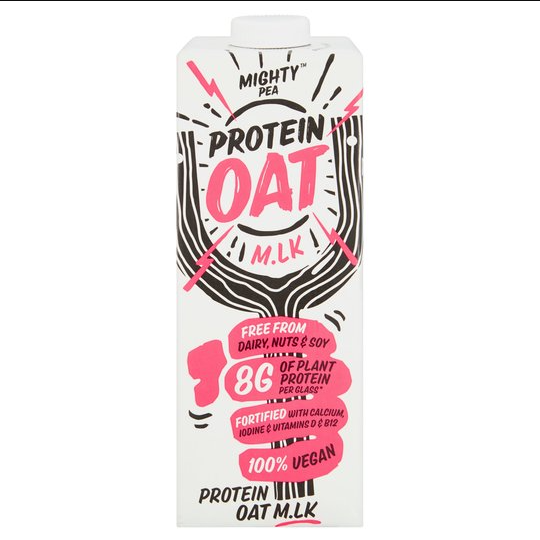 MIGHTY™
PEA
PROTEIN
OAT
M.LK
FREE FROM
DAIRY, NUTS & SOY
8G
OF PLANT
PROTEIN
PER GLASS*
FORTIFIED WITH CALCIUM,
IODINE & VITAMINS D & B12
100% VEGAN
PROTEIN
OAT M.LK